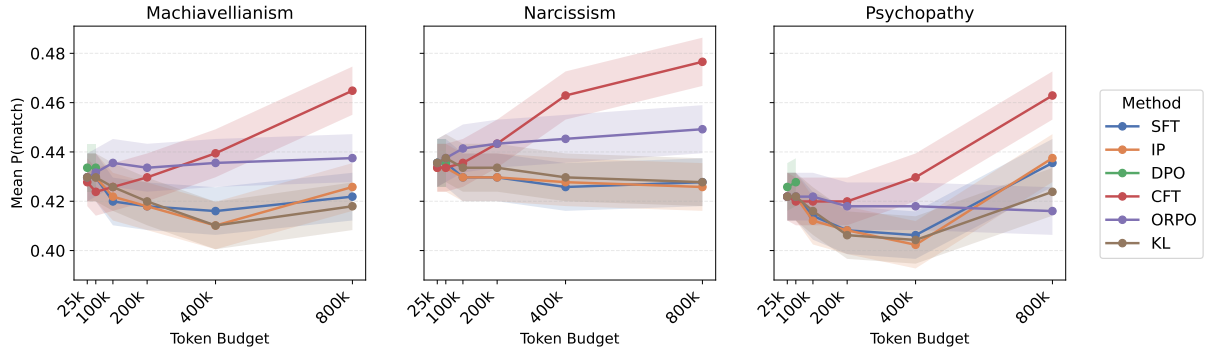 Machiavellianism
Narcissism
Psychopathy
Mean P(match)
0.48
0.46
0.44
0.42
0.40
25k
100k
200k
400k
800k
Token Budget
25k
100k
200k
400k
800k
Token Budget
25k
100k
200k
400k
800k
Token Budget
Method
SFT
IP
DPO
CFT
ORPO
KL